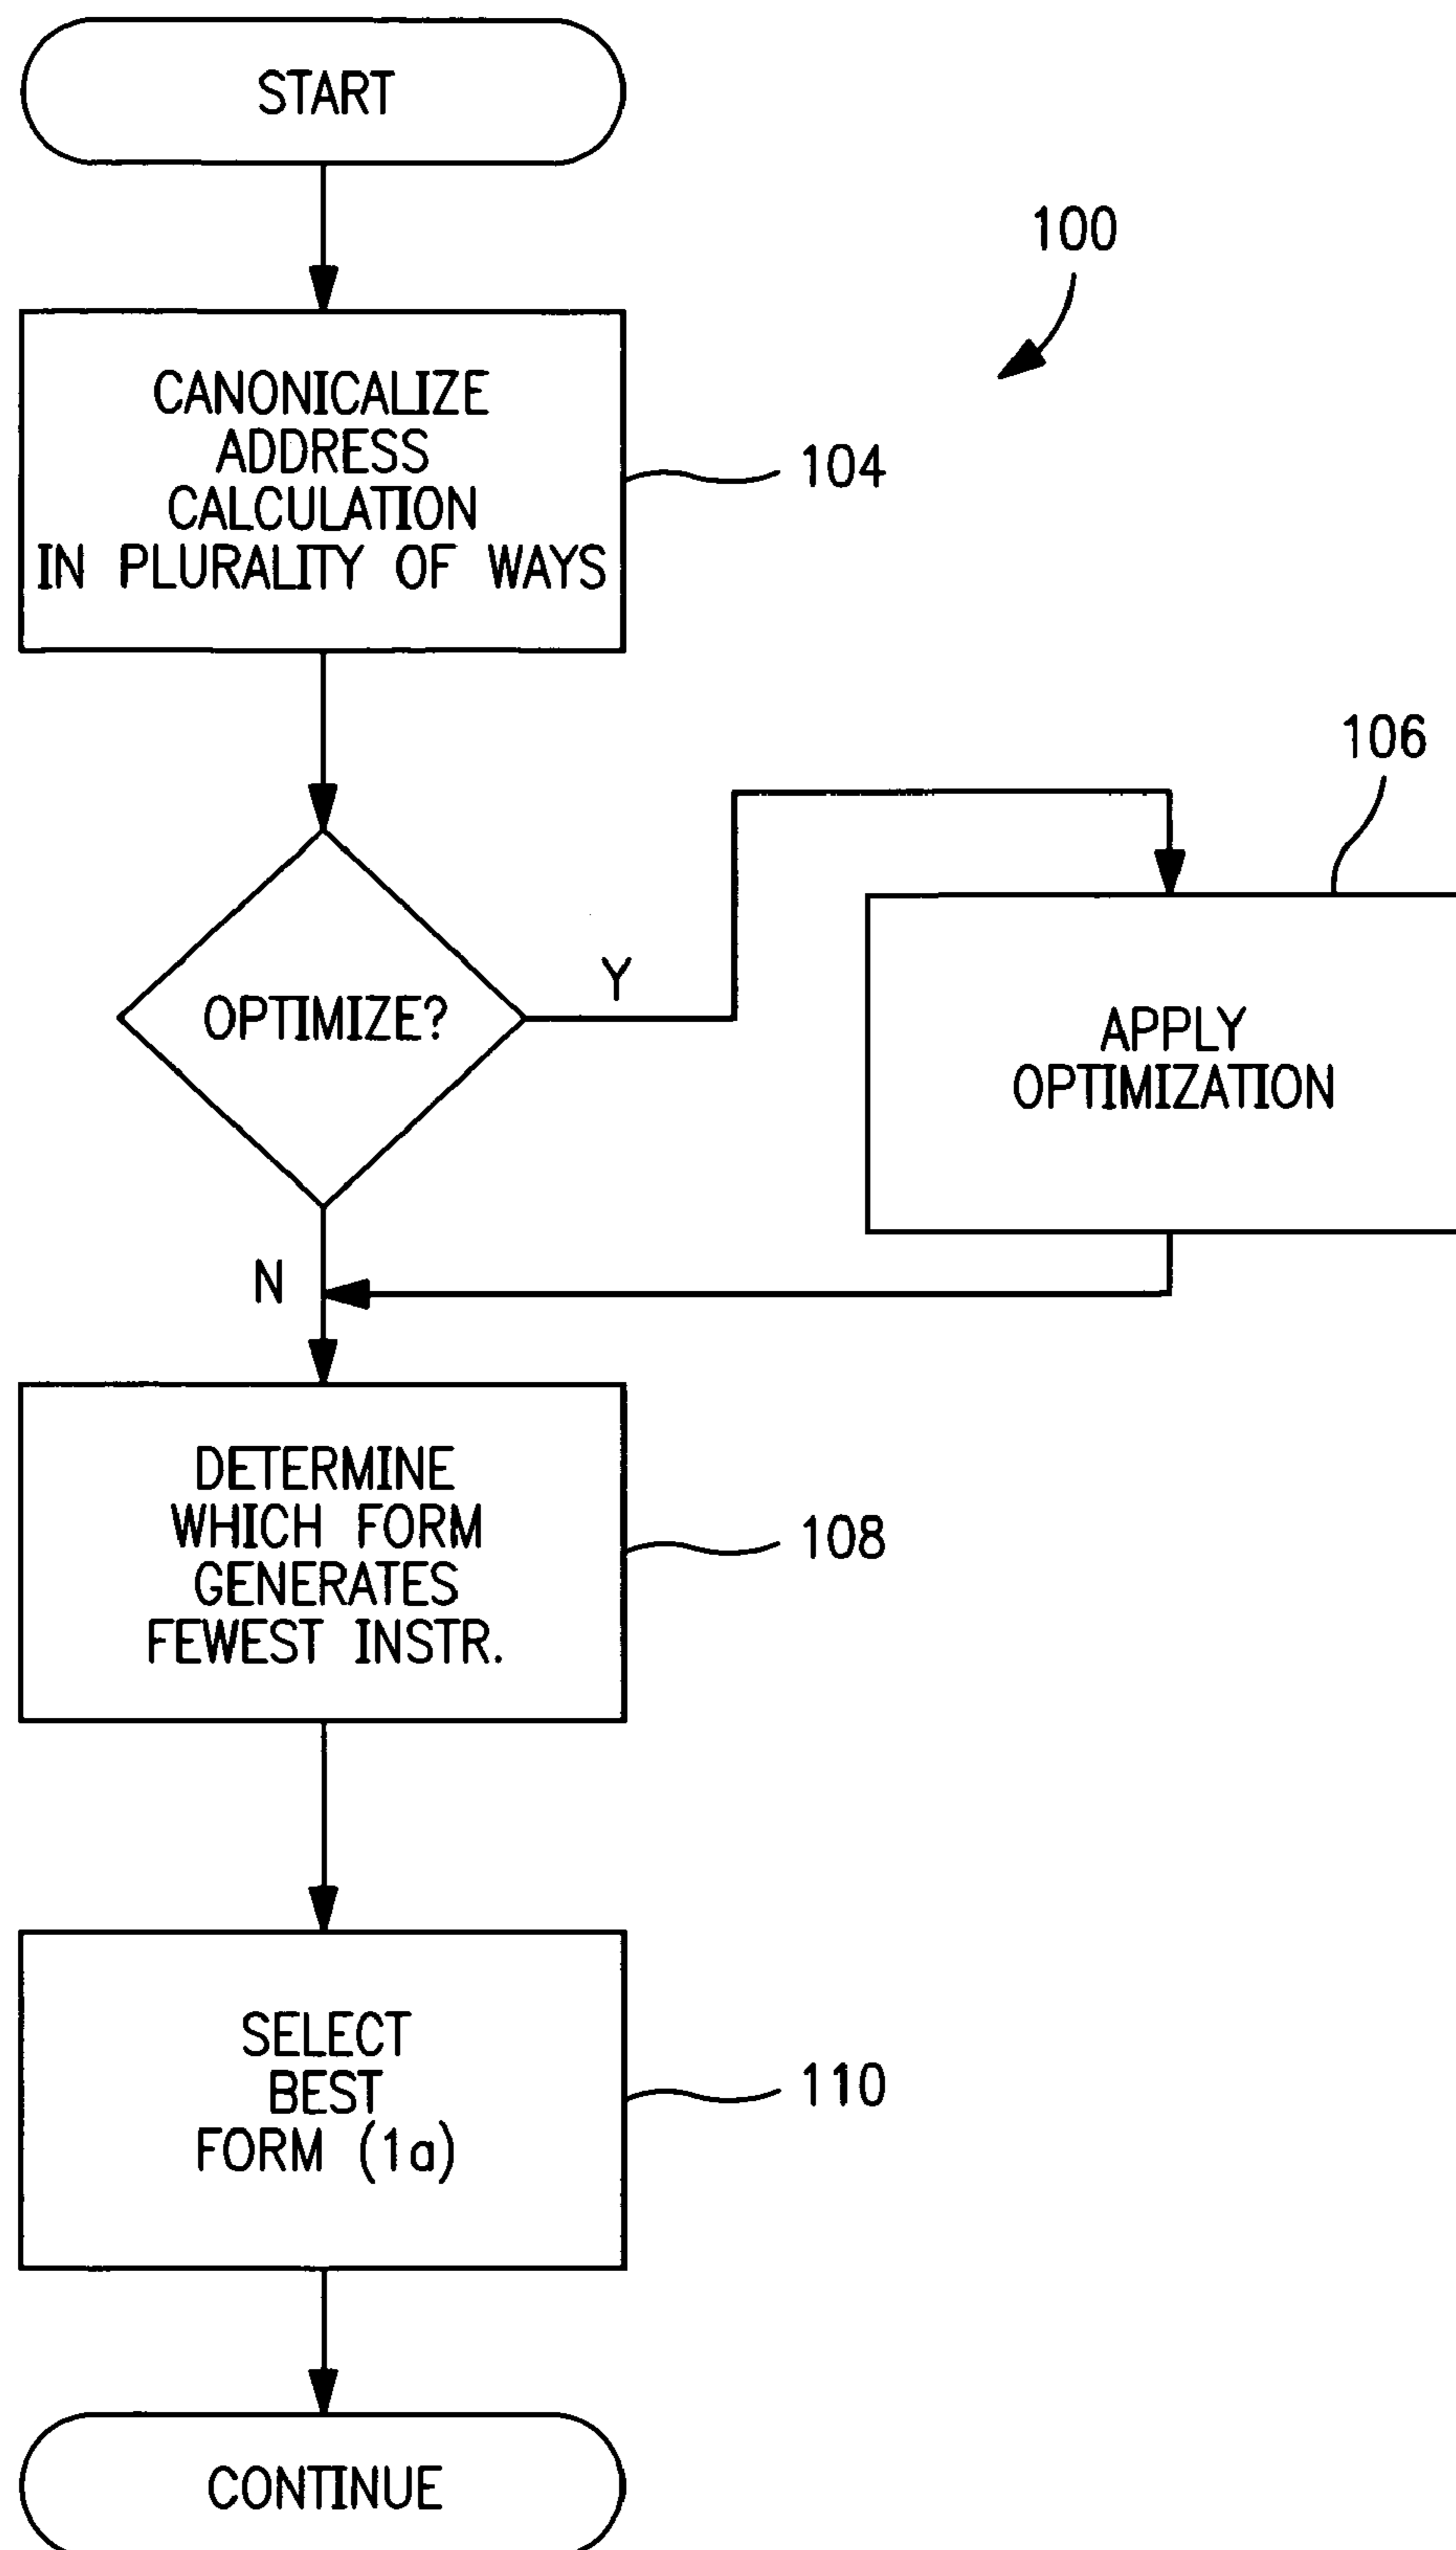 START
100
CANONICALIZE
ADDRESS
CALCULATION
IN PLURALITY OF WAYS
104
106
OPTIMIZE?
Y
APPLY
OPTIMIZATION
N
DETERMINE
WHICH FORM
GENERATES
FEWEST INSTR.
108
SELECT
BEST
FORM (1a)
110
CONTINUE